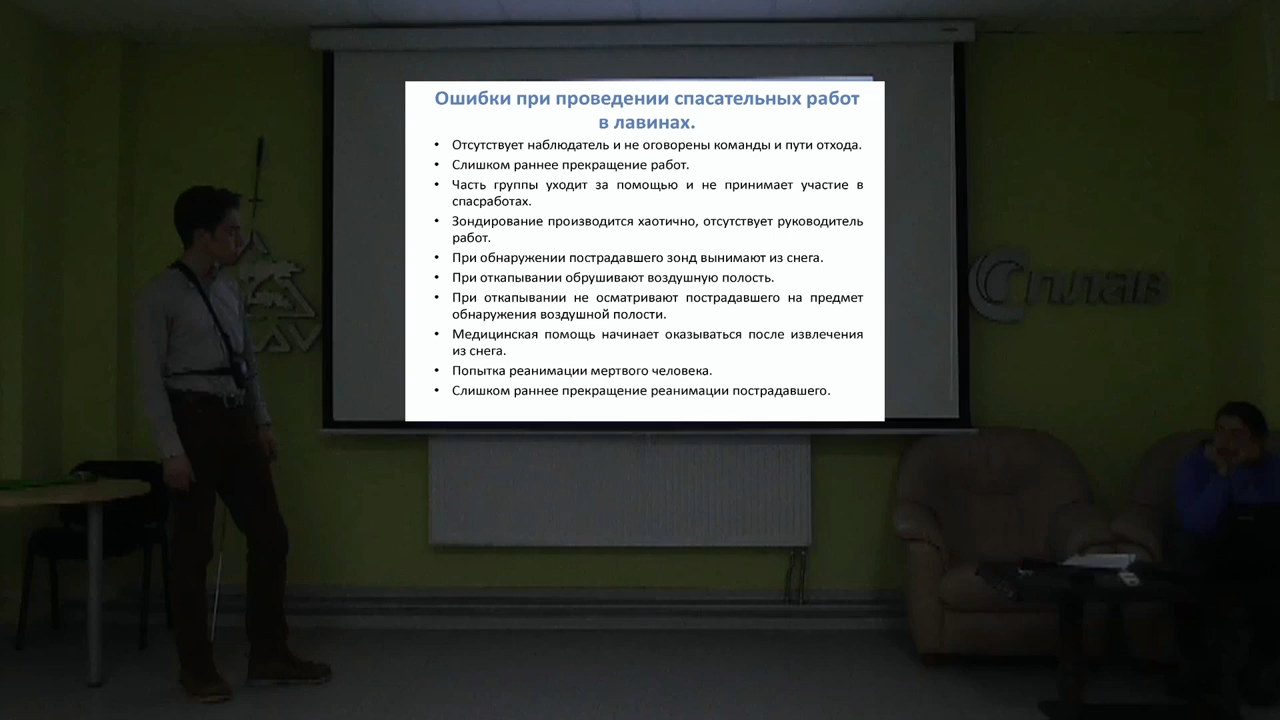 Ошибки при проведении спасательных работ
в лавинах.
• Отсутствует наблюдатель и не оговорены команды и пути отхода.
• Слишком раннее прекращение работ.
• Часть группы уходит за помощью и не принимает участие в
спасработах.
• Зондирование производится хаотично, отсутствует руководитель
работ.
• При обнаружении пострадавшего зонд вынимают из снега.
• При откапывании обрушивают воздушную полость.
• При откапывании не осматривают пострадавшего на предмет
обнаружения воздушной полости.
• Медицинская помощь начинает оказываться после извлечения
из снега.
• Попытка реанимации мертвого человека.
• Слишком раннее прекращение реанимации пострадавшего.
Сплав